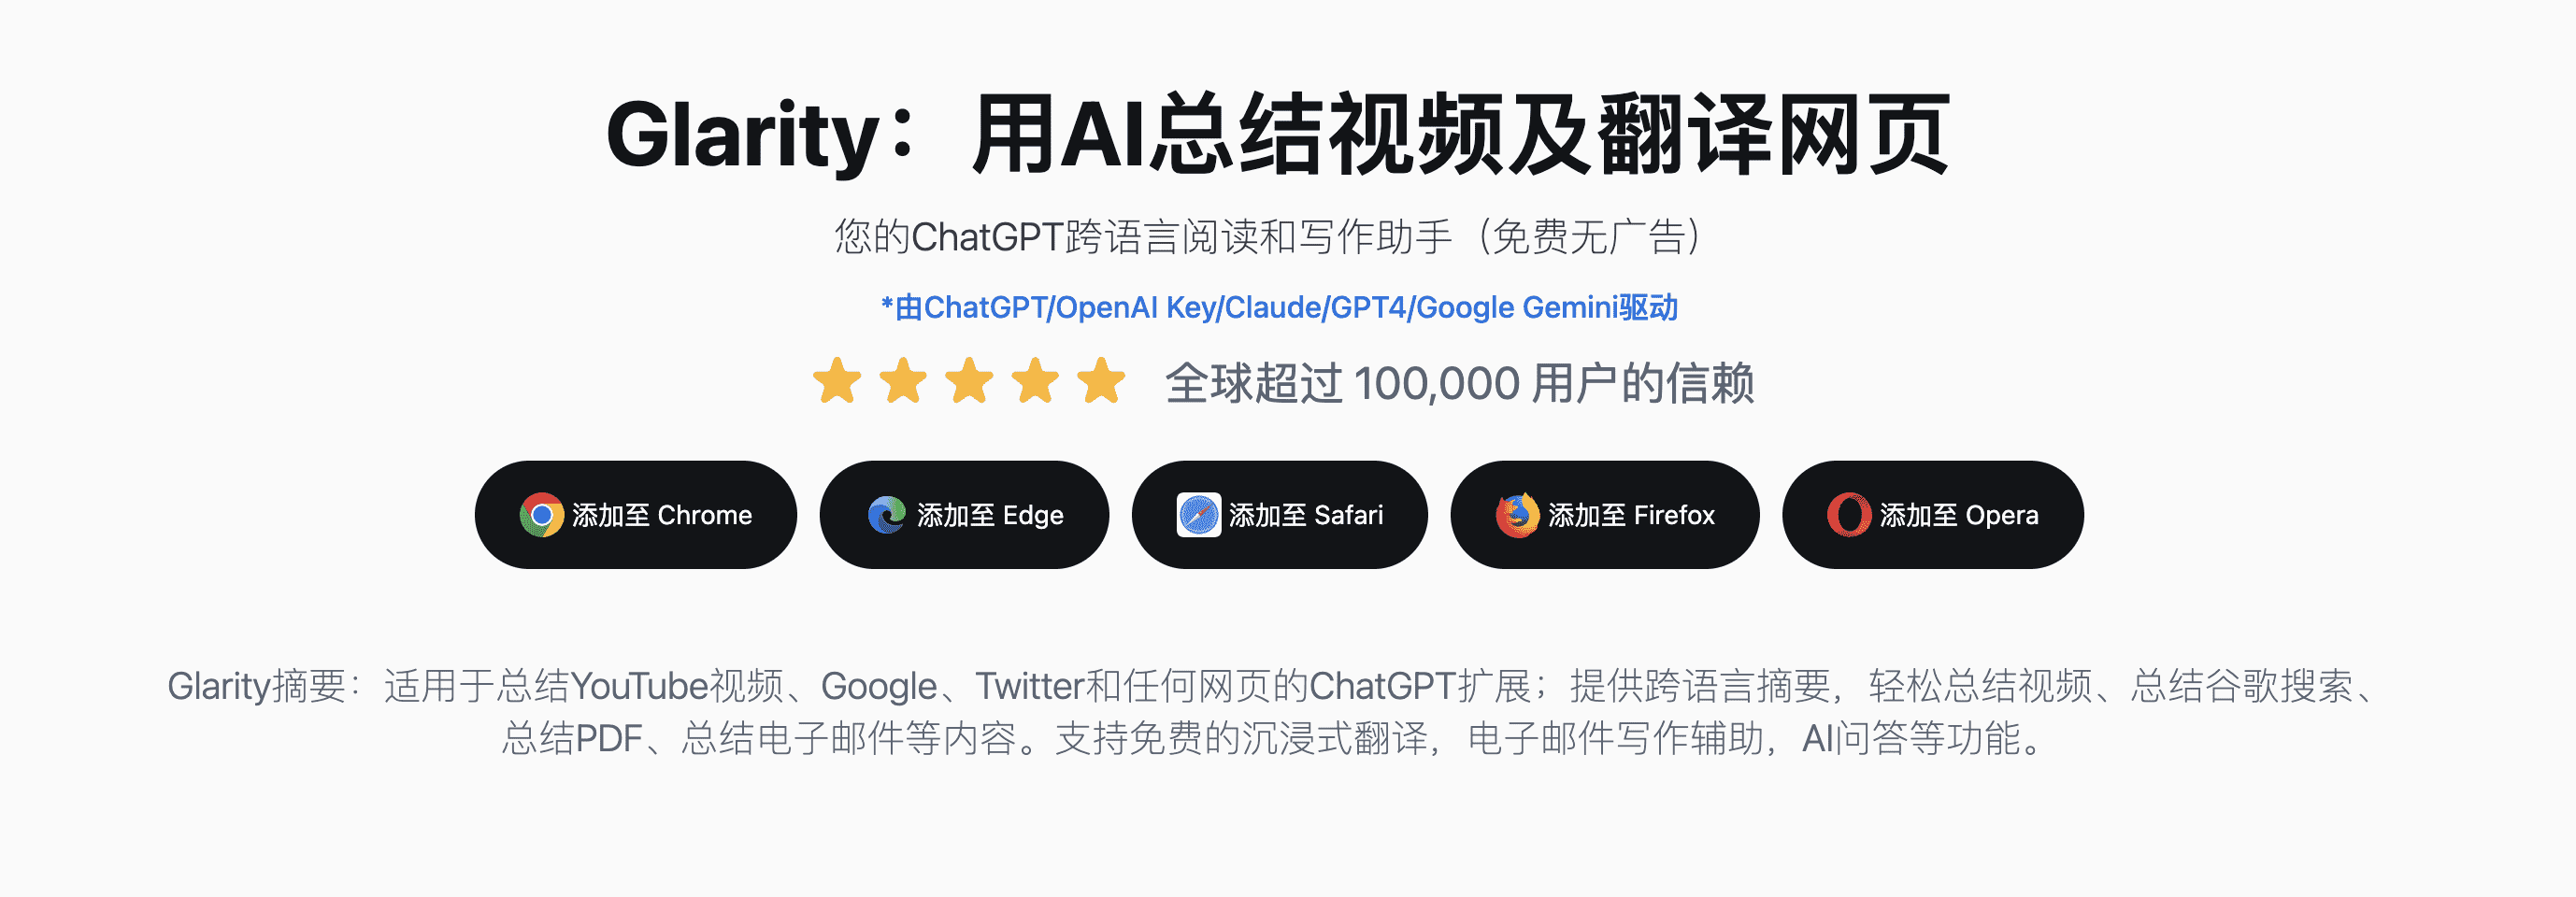 Glarity：用AI总结视频及翻译网页
您的ChatGPT跨语言阅读和写作助手（免费无广告）
*由ChatGPT/OpenAI Key/Claude/GPT4/Google Gemini驱动
全球超过 100,000 用户的信赖
添加至 Chrome 添加至 Edge 添加至 Safari 添加至 Firefox 添加至 Opera
Glarity摘要：适用于总结YouTube视频、Google、Twitter和任何网页的ChatGPT扩展；提供跨语言摘要，轻松总结视频、总结谷歌搜索、
总结PDF、总结电子邮件等内容。支持免费的沉浸式翻译，电子邮件写作辅助，AI问答等功能。